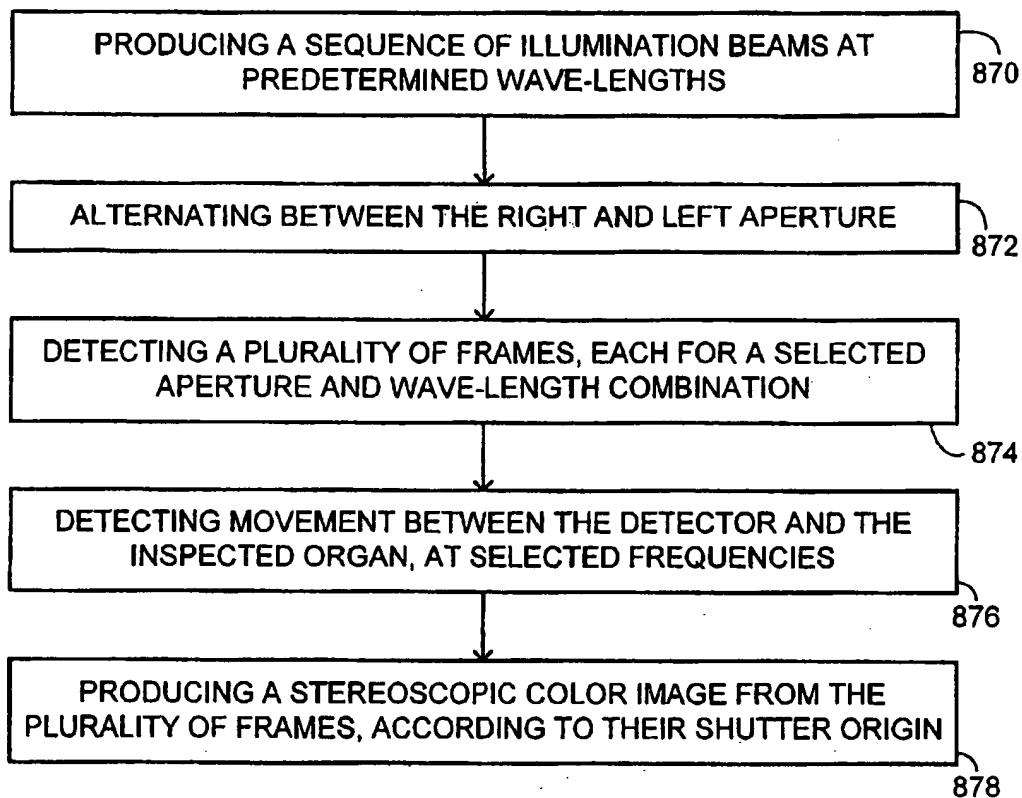 PRODUCING A SEQUENCE OF ILLUMINATION BEAMS AT
PREDETERMINED WAVE-LENGTHS
870
ALTERNATING BETWEEN THE RIGHT AND LEFT APERTURE
872
DETECTING A PLURALITY OF FRAMES, EACH FOR A SELECTED
APERTURE AND WAVE-LENGTH COMBINATION
874
DETECTING MOVEMENT BETWEEN THE DETECTOR AND THE
INSPECTED ORGAN, AT SELECTED FREQUENCIES
876
PRODUCING A STEREOSCOPIC COLOR IMAGE FROM THE
PLURALITY OF FRAMES, ACCORDING TO THEIR SHUTTER ORIGIN
878